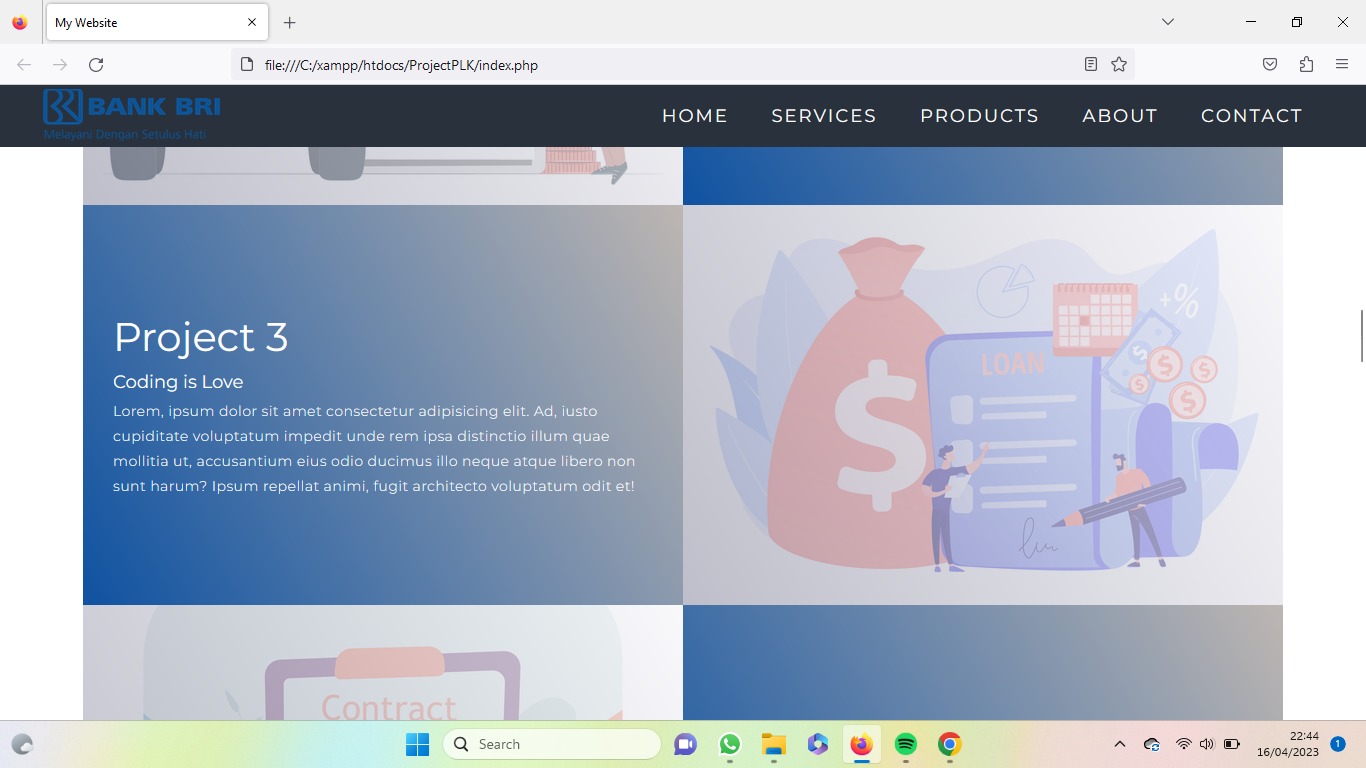 My Website
file:///C:/xampp/htdocs/ProjectPLK/index.php
BANK BRI
Melayani Dengan Setulus Hati
HOME SERVICES PRODUCTS ABOUT CONTACT
Project 3
Coding is Love
Lorem, ipsum dolor sit amet consectetur adipisicing elit. Ad, iusto
cupiditate voluptatum impedit unde rem ipsa distinctio illum quae
mollitia ut, accusantium eius odio ducimus illo neque atque libero non
sunt harum? Ipsum repellat animi, fugit architecto voluptatum odit et!
+%
LOAN
$
$
$
$
$
$
Contract
Search
22:44
16/04/2023
1